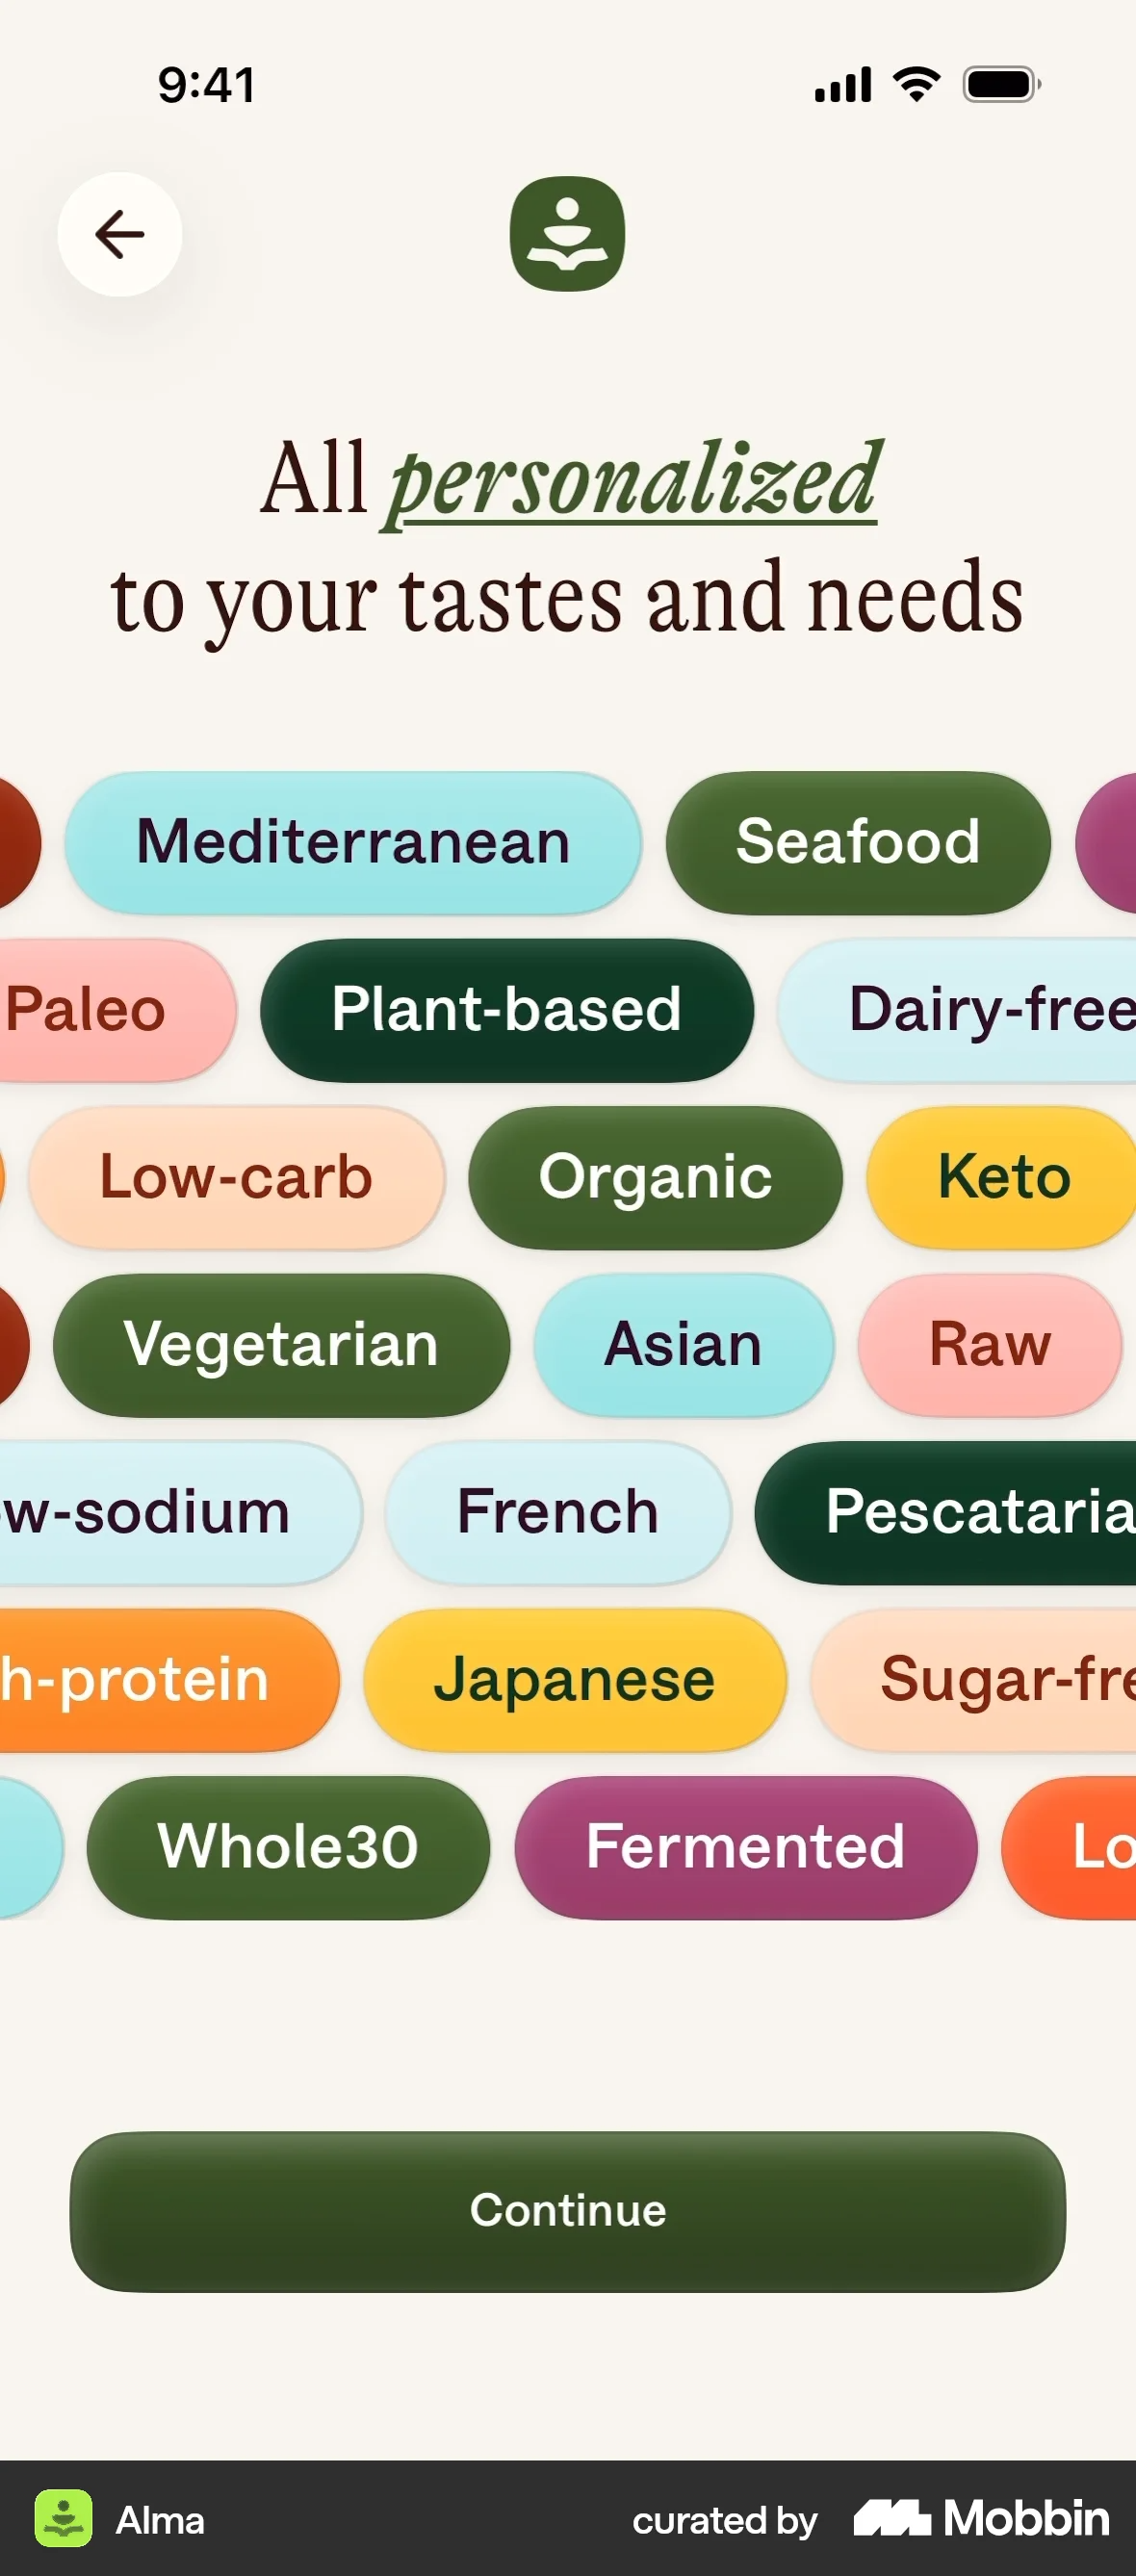 9:41
All personalized
to your tastes and needs
Mediterranean Seafood
Paleo Plant-based Dairy-free
Low-carb Organic Keto
Vegetarian Asian Raw
w-sodium French Pescataria
h-protein Japanese Sugar-fre
Whole30 Fermented Lo
Continue
Alma curated by Mobbin